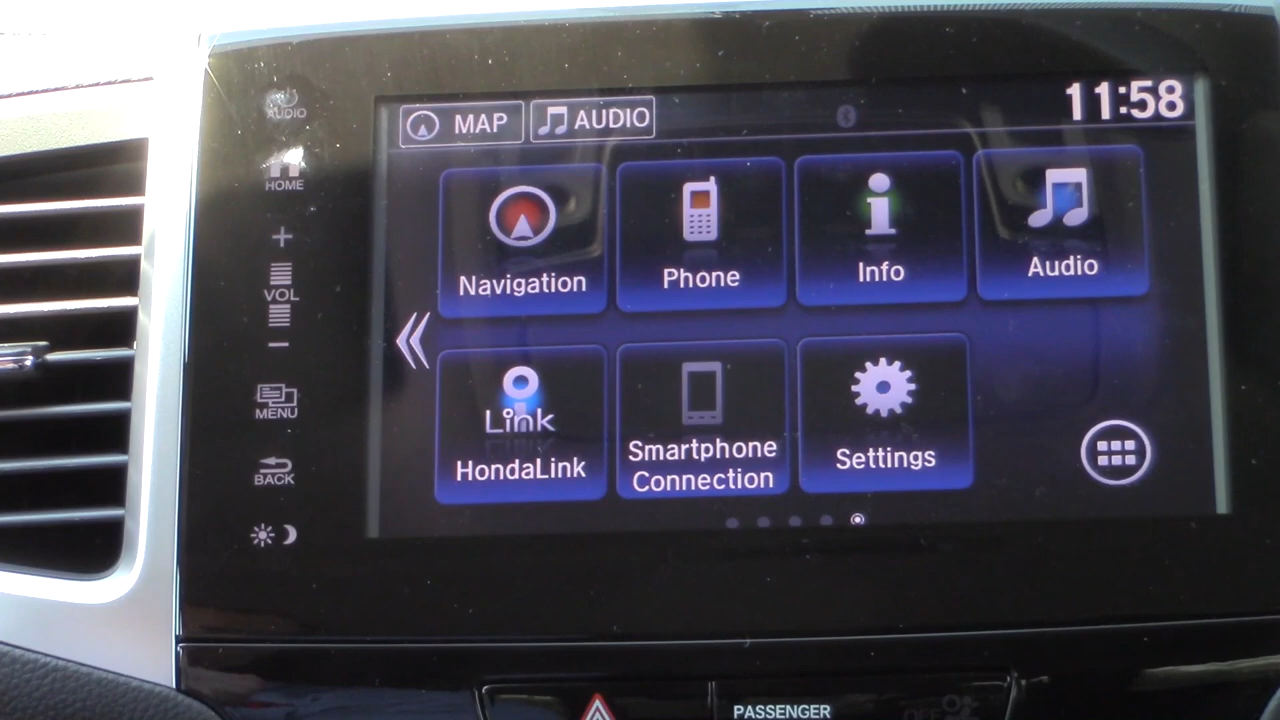 AUDIO
HOME
VOL
MENU
BACK
MAP
AUDIO
11:58
Navigation
Phone
Info
Audio
Link
HondaLink
Smartphone
Connection
Settings
PASSENGER
OFF